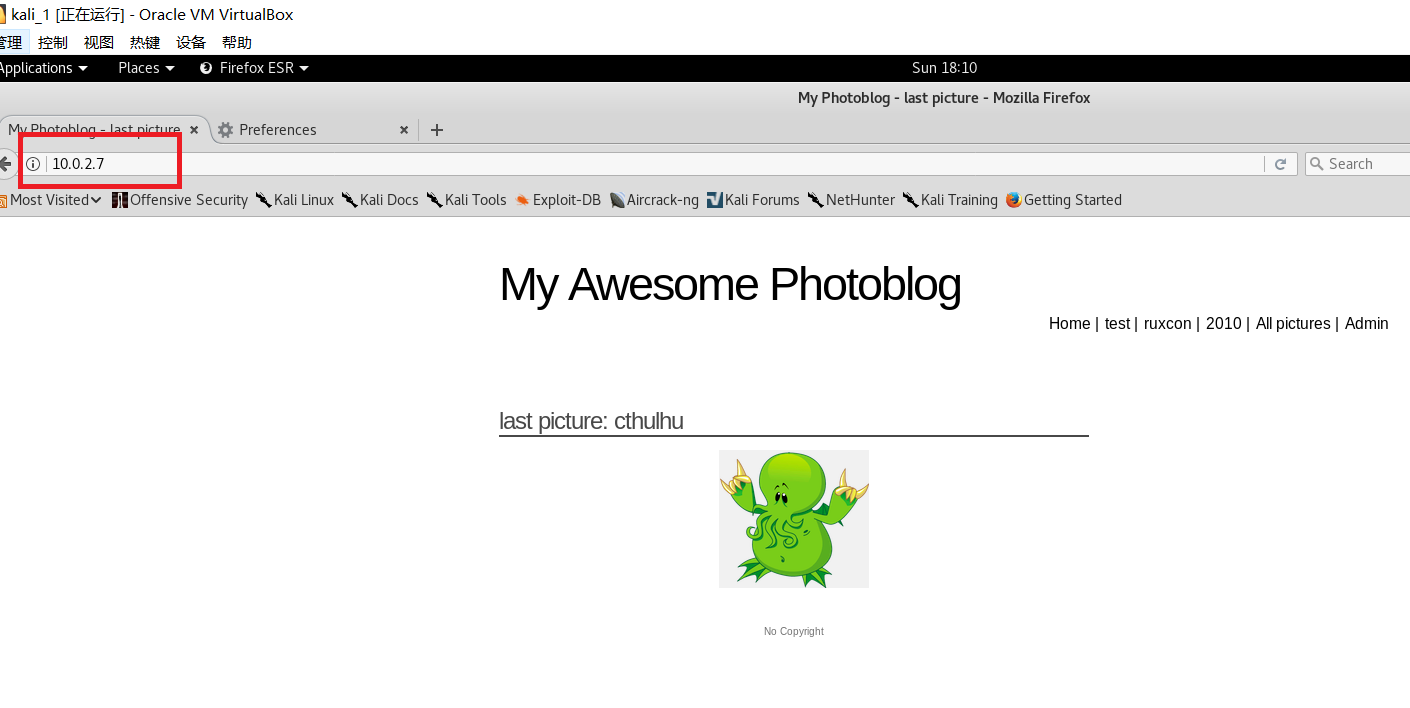 kali_1 [正在运行] - Oracle VM VirtualBox
管理 控制 视图 热键 设备 帮助
Applications Places Firefox ESR Sun 18:10
My Photoblog - last picture - Mozilla Firefox
My Photoblog - last picture Preferences
10.0.2.7 Search
Most Visited Offensive Security Kali Linux Kali Docs Kali Tools Exploit-DB Aircrack-ng Kali Forums NetHunter Kali Training Getting Started
My Awesome Photoblog
Home | test | ruxcon | 2010 | All pictures | Admin
last picture: cthulhu
No Copyright